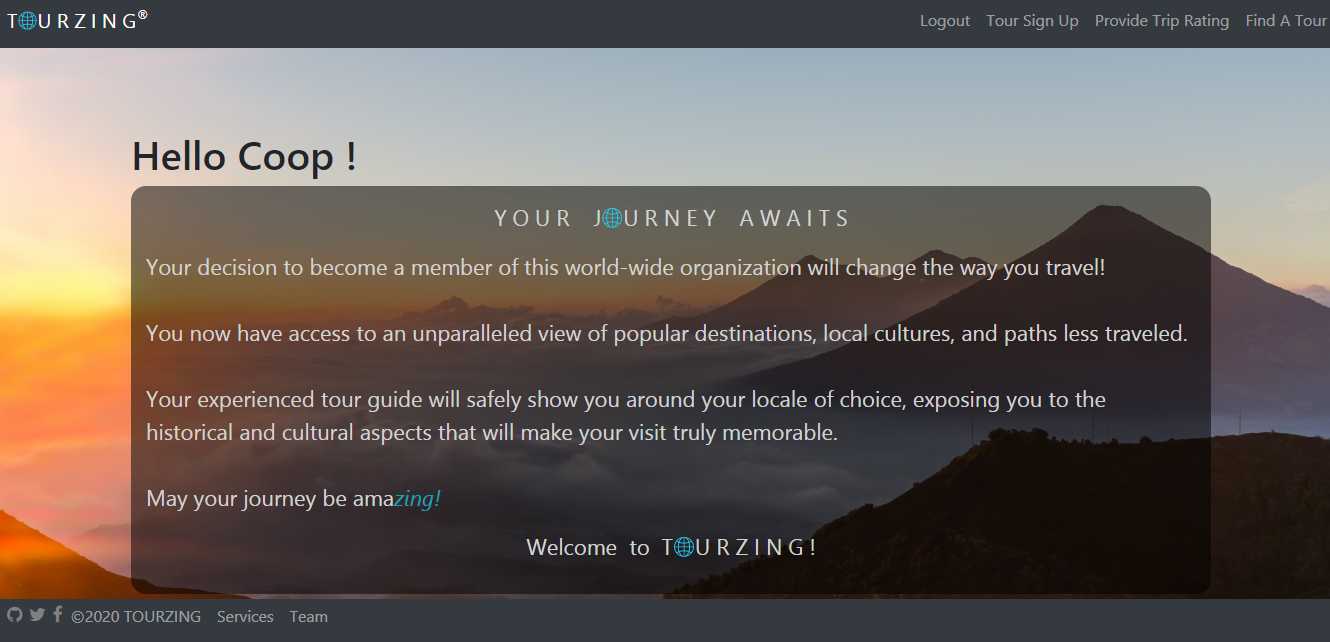 TOURZING®
Logout Tour Sign Up Provide Trip Rating Find A Tour
Hello Coop !
YOUR JOURNEY AWAITS
Your decision to become a member of this world-wide organization will change the way you travel!
You now have access to an unparalleled view of popular destinations, local cultures, and paths less traveled.
Your experienced tour guide will safely show you around your locale of choice, exposing you to the
historical and cultural aspects that will make your visit truly memorable.
May your journey be amazing!
Welcome to TOURZING!
©2020 TOURZING Services Team